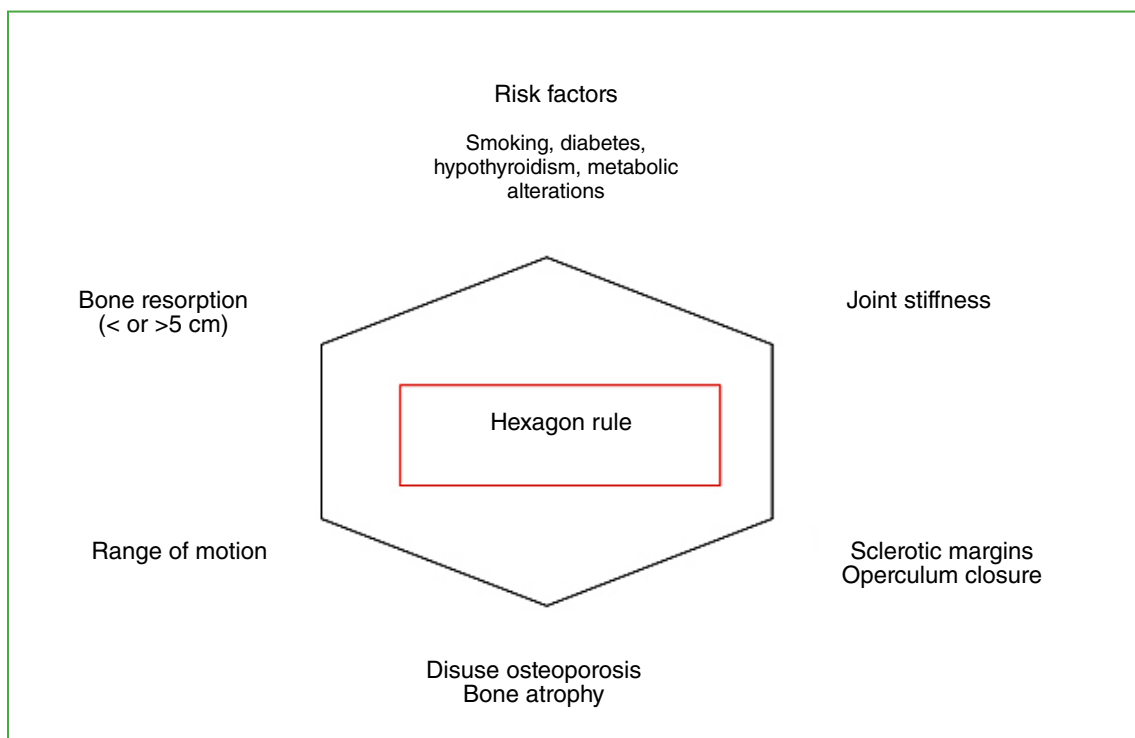 Risk factors
Smoking, diabetes,
hypothyroidism, metabolic
alterations
Bone resorption
(< or >5 cm)
Joint stiffness
Hexagon rule
Range of motion
Sclerotic margins
Operculum closure
Disuse osteoporosis
Bone atrophy